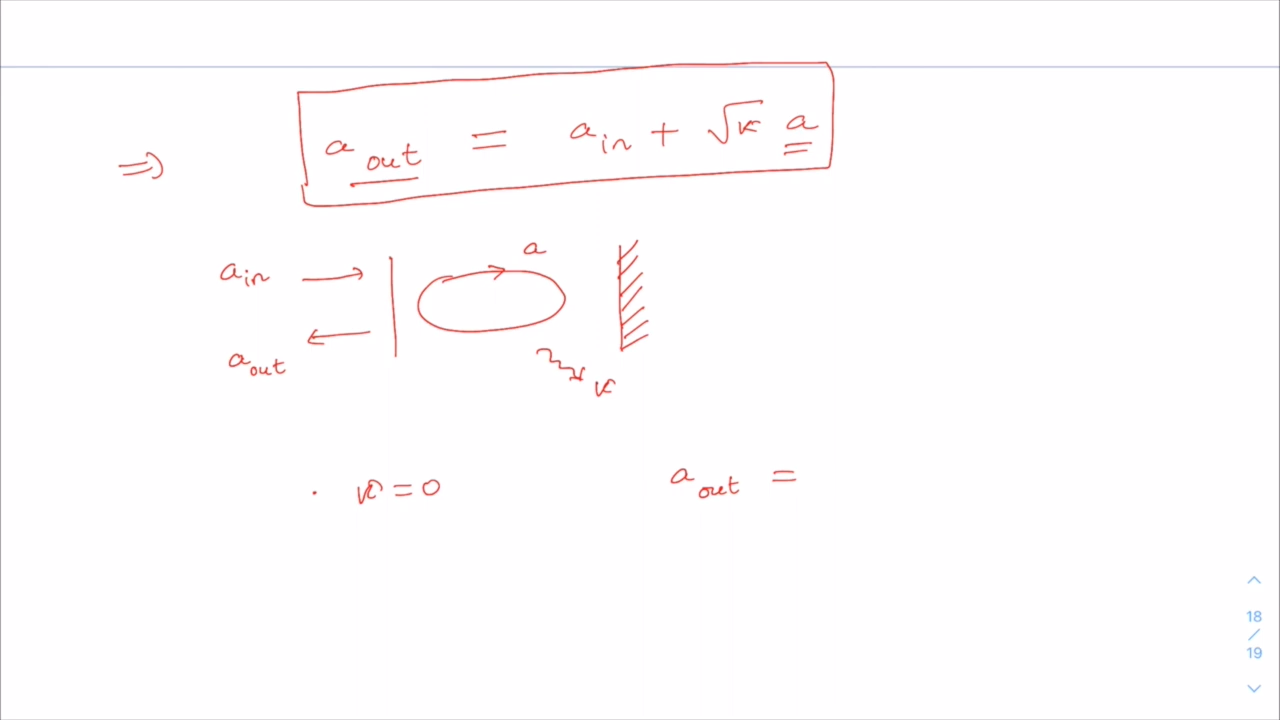 ⇒ a_out = a_in + √κ a
a
a_in
a_out
κ
· κ = 0 a_out =
18
/
19